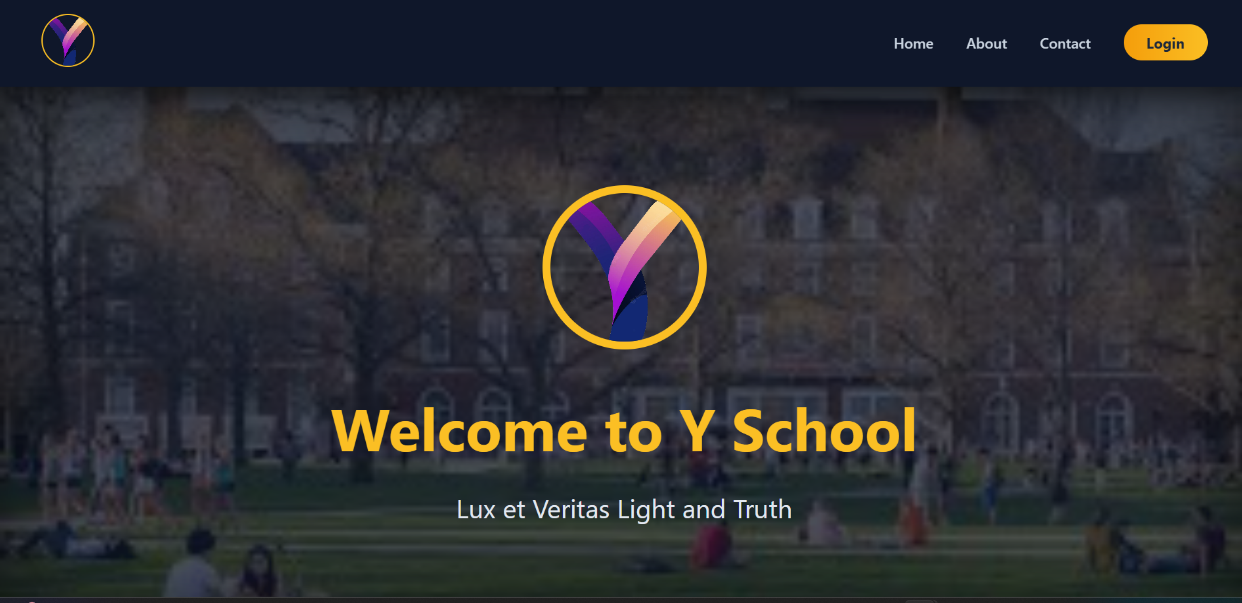 Home About Contact Login
Y
Welcome to Y School
Lux et Veritas Light and Truth